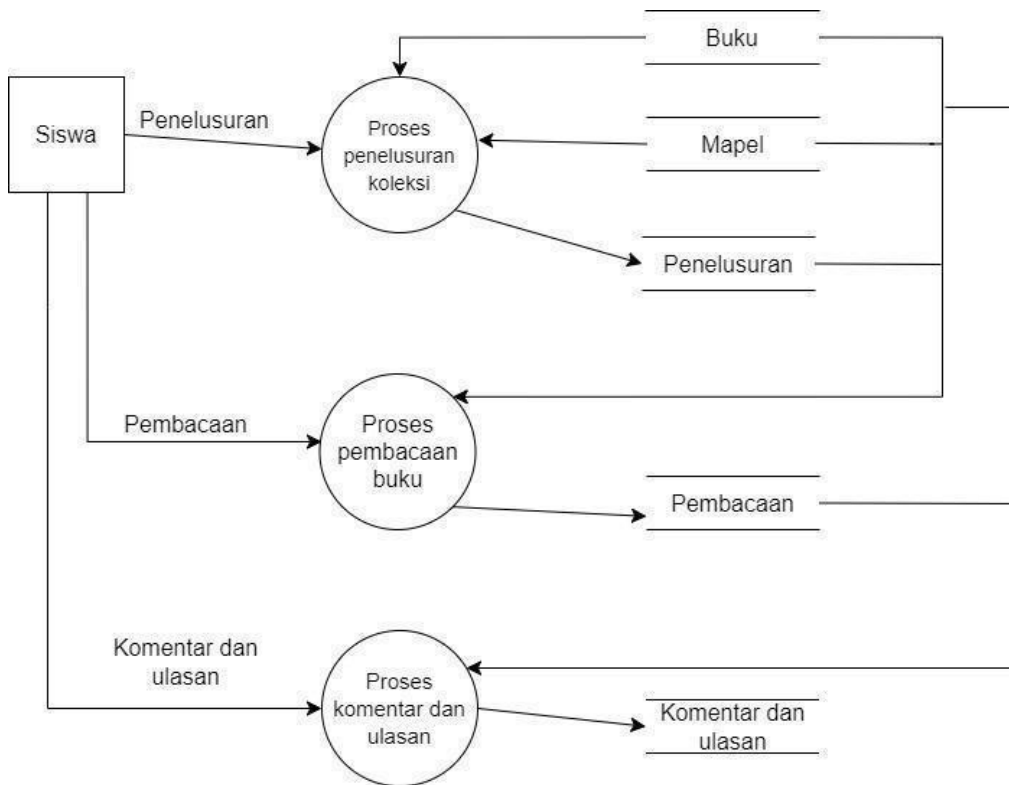 Buku
Siswa
Penelusuran
Proses
penelusuran
koleksi
Mapel
Penelusuran
Pembacaan
Proses
pembacaan
buku
Pembacaan
Komentar dan
ulasan
Proses
komentar dan
ulasan
Komentar dan
ulasan